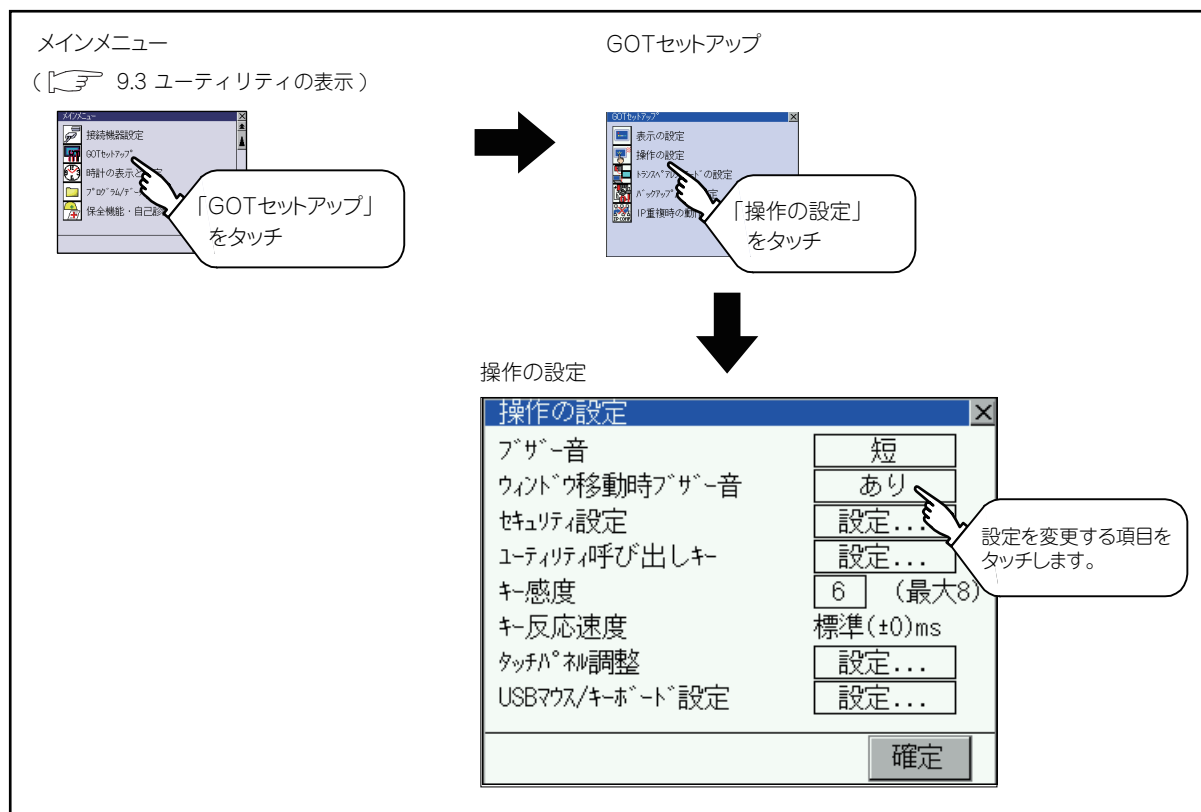 メインメニュー
( 9.3 ユーティリティの表示 )
メインメニュー
接続機器設定
GOTセットアップ
時計の表示と
プログラム/デー
保全機能・自己診
「GOTセットアップ」
をタッチ
GOTセットアップ
GOTセットアップ
表示の設定
操作の設定
の設定
バックアップ
IP重複時の動
「操作の設定」
をタッチ
操作の設定
操作の設定
ブザー音 短
ウィンドウ移動時ブザー音 あり
セキュリティ設定 設定...
ユーティリティ呼び出しキー 設定...
キー感度 6 (最大8)
キー反応速度 標準(±0)ms
タッチパネル調整 設定...
USBマウス/キーボード設定 設定...
確定
設定を変更する項目を
タッチします。